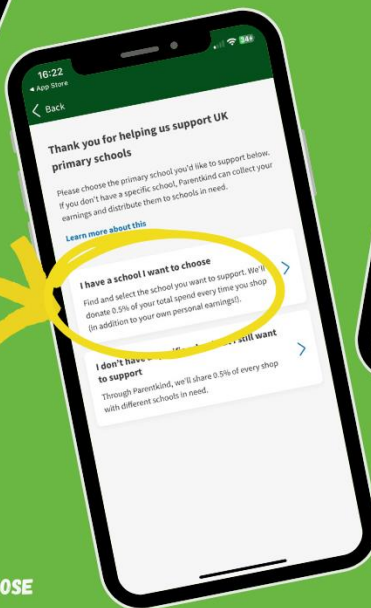 16:22
App Store
34
Back
Thank you for helping us support UK
primary schools
Please choose the primary school you'd like to support below.
If you don't have a specific school, Parentkind can collect your
earnings and distribute them to schools in need.
Learn more about this
I have a school I want to choose
Find and select the school you want to support. We'll
donate 0.5% of your total spend every time you shop
(in addition to your own personal earnings!).
I don't have I still want
to support
Through Parentkind, we'll share 0.5% of every shop
with different schools in need.
OSE